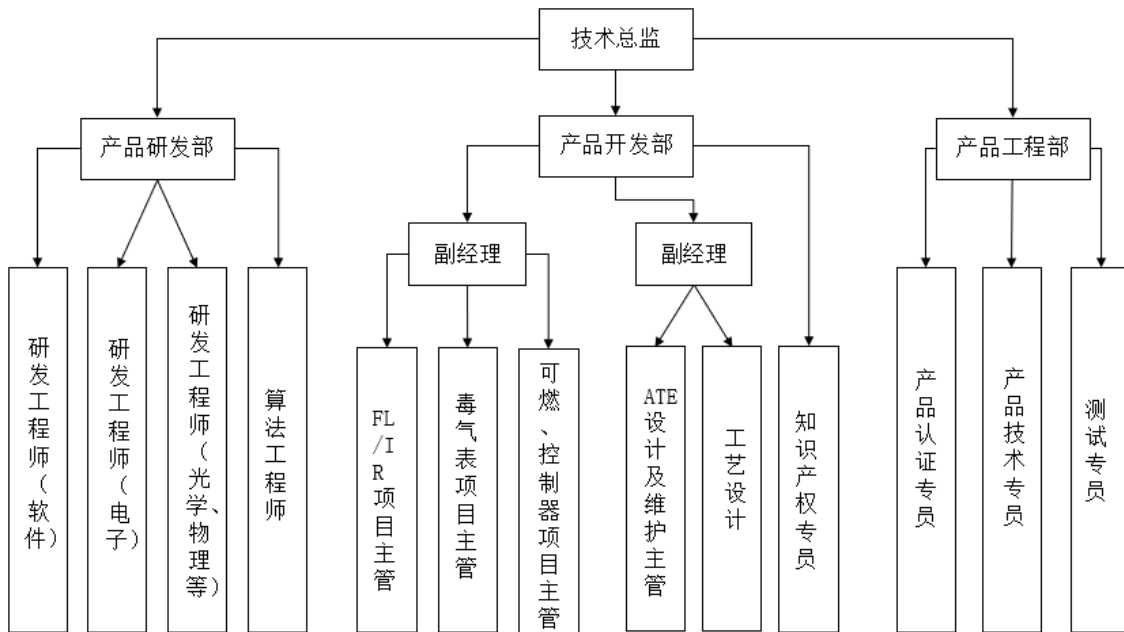 技术总监
产品研发部
产品开发部
产品工程部
副经理
副经理
研发工程师（软件）
研发工程师（电子）
研发工程师（光学、物理等）
算法工程师
FL/IR项目主管
毒气表项目主管
可燃、控制器项目主管
ATE设计及维护主管
工艺设计
知识产权专员
产品认证专员
产品技术专员
测试专员